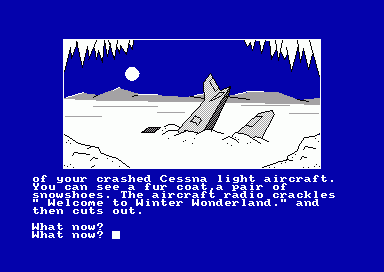 of your crashed Cessna light aircraft.
You can see a fur coat,a pair of
snowshoes. The aircraft radio crackles
" Welcome to Winter Wonderland." and
then cuts out.
What now?
What now?